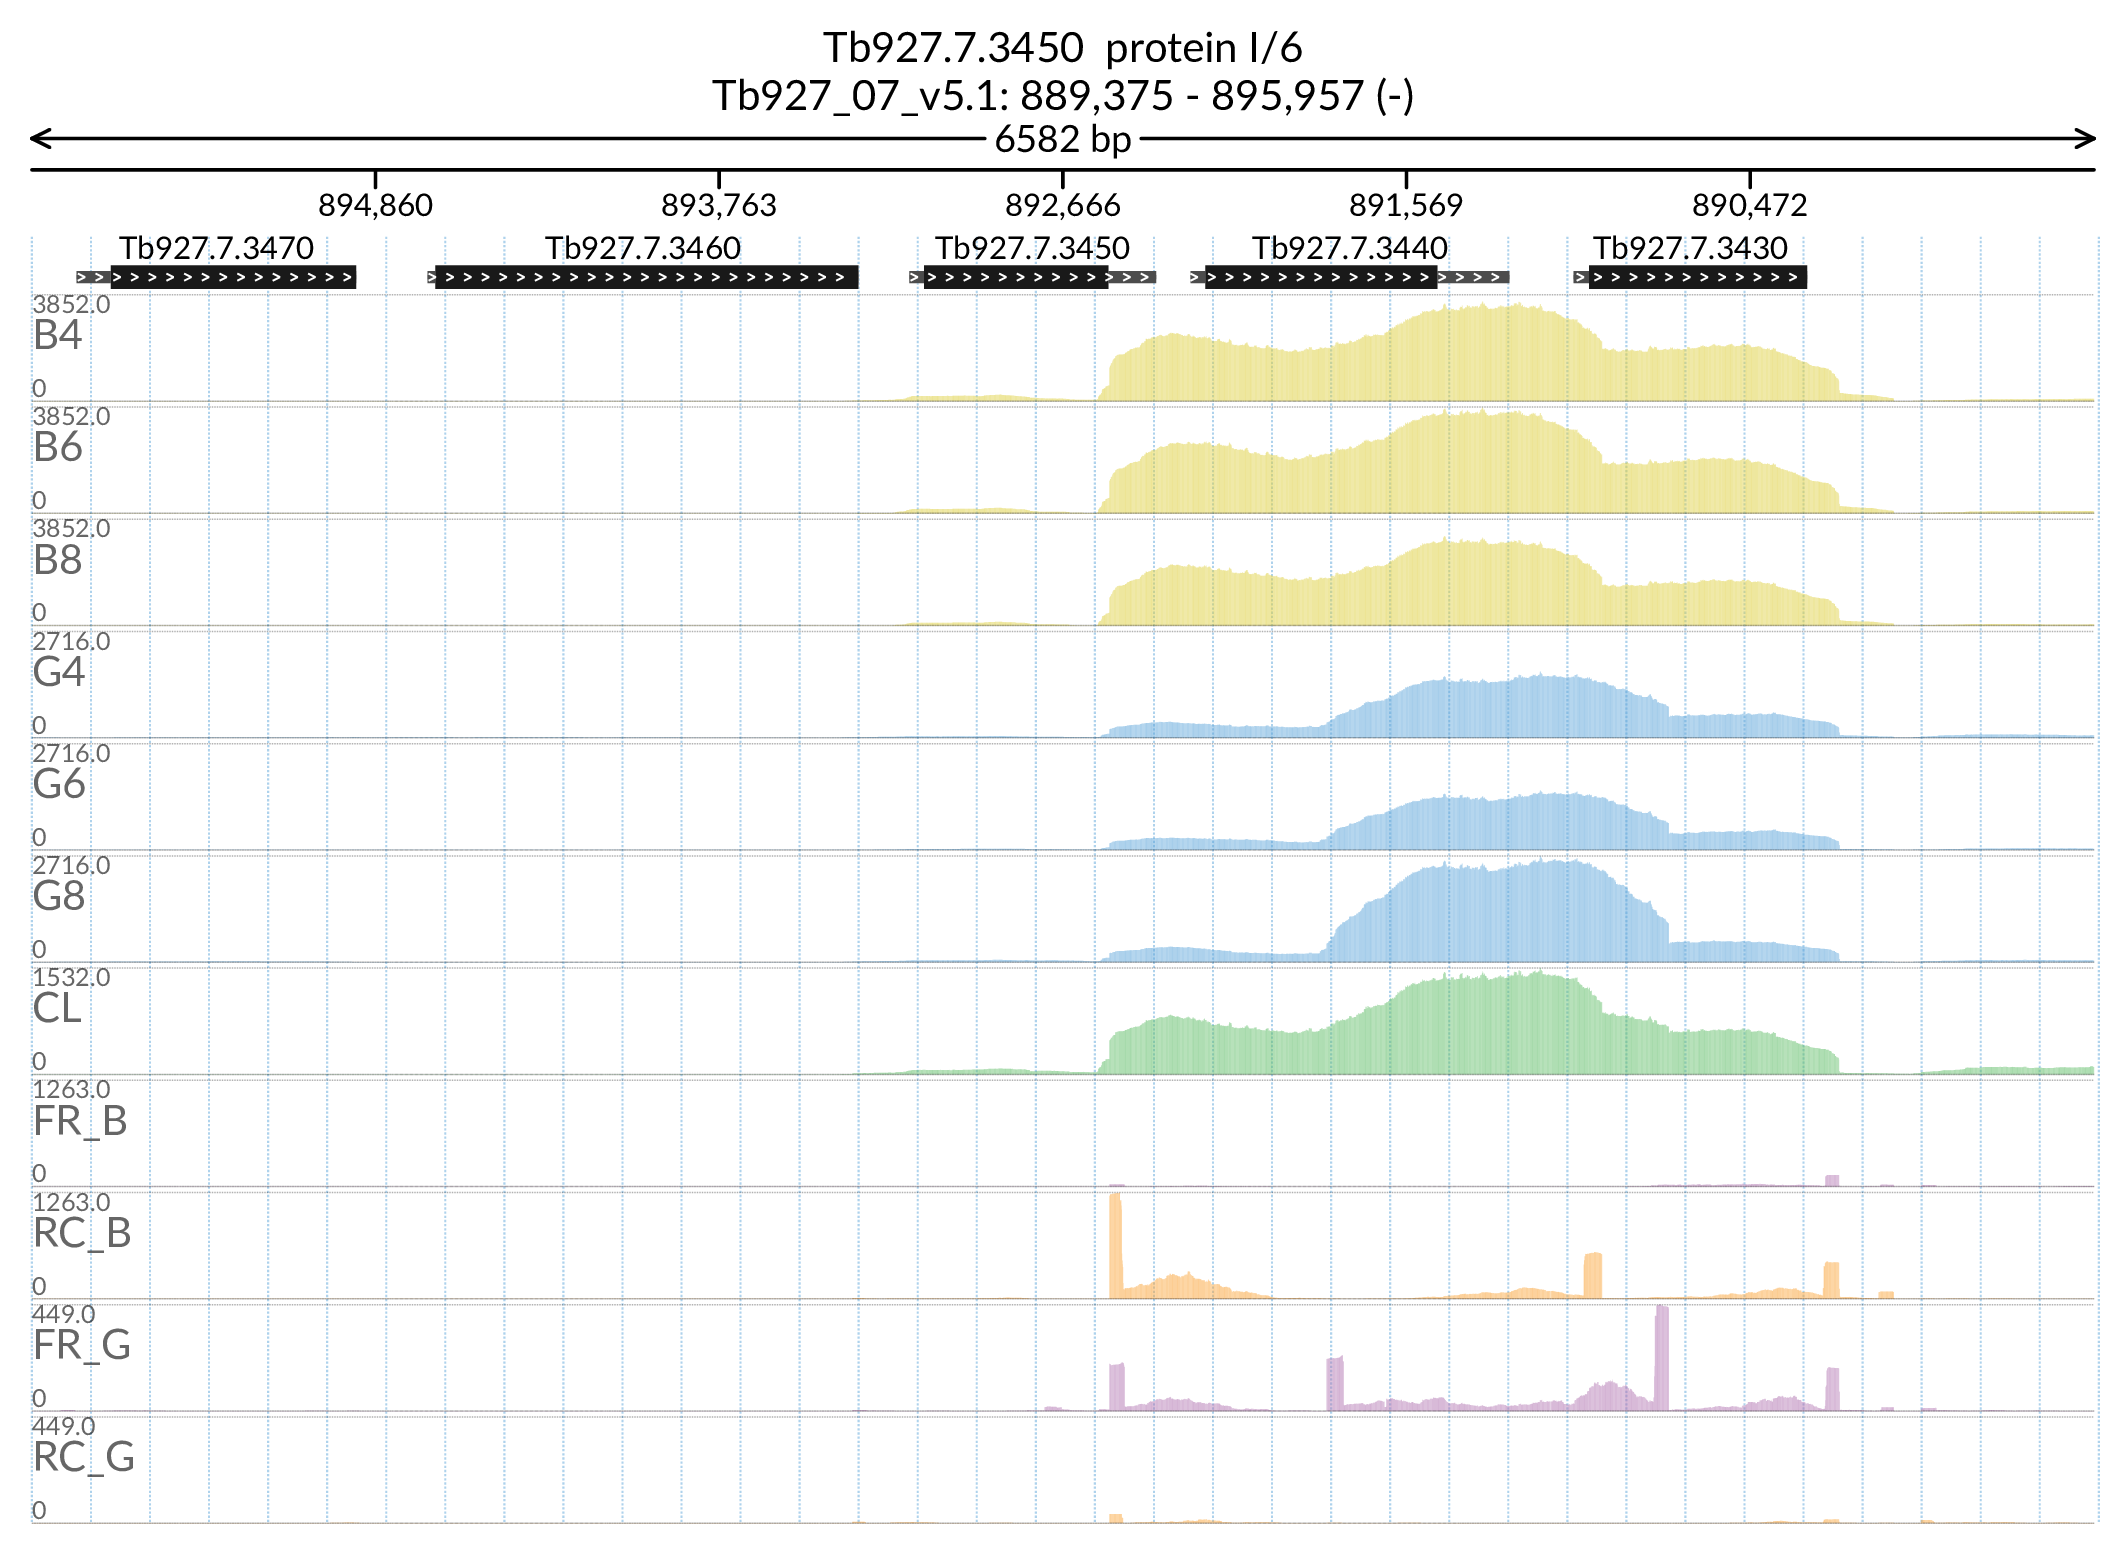 Tb927.7.3450 protein I/6
Tb927_07_v5.1: 889,375 - 895,957 (-)
6582 bp
894,860 893,763 892,666 891,569 890,472
Tb927.7.3470 Tb927.7.3460 Tb927.7.3450 Tb927.7.3440 Tb927.7.3430
3852.0
B4
0
3852.0
B6
0
3852.0
B8
0
2716.0
G4
0
2716.0
G6
0
2716.0
G8
0
1532.0
CL
0
1263.0
FR_B
0
1263.0
RC_B
0
449.0
FR_G
0
449.0
RC_G
0